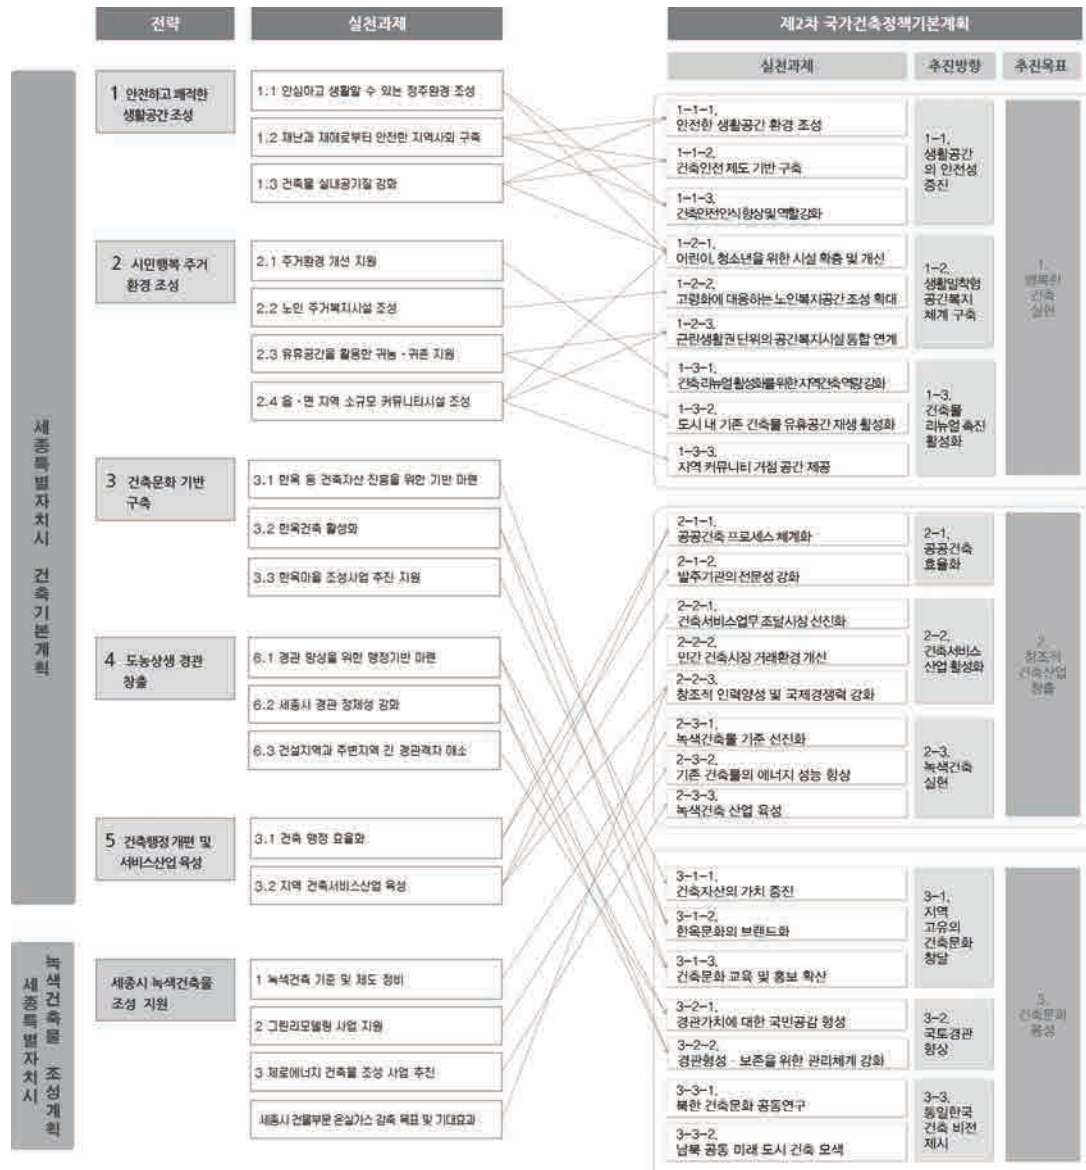 전략
실천과제
제2차 국가건축정책기본계획
실천과제
추진방향
추진목표
세종특별자치시 건축기본계획
1 안전하고 쾌적한
생활공간 조성
1.1 안심하고 생활할 수 있는 정주환경 조성
1.2 재난과 재해로부터 안전한 지역사회 구축
1.3 건축물 실내공기질 강화
2 시민행복 주거
환경 조성
2.1 주거환경 개선 지원
2.2 노인 주거복지시설 조성
2.3 유휴공간을 활용한 귀농·귀촌 지원
2.4 읍·면 지역 소규모 커뮤니티시설 조성
3 건축문화 기반
구축
3.1 한옥 등 건축자산 진흥을 위한 기반 마련
3.2 한옥건축 활성화
3.3 한옥마을 조성사업 추진 지원
4 도농상생 경관
창출
6.1 경관 향상을 위한 행정기반 마련
6.2 세종시 경관 정체성 강화
6.3 건설지역과 주변지역 간 경관격차 해소
5 건축행정 개편 및
서비스산업 육성
3.1 건축 행정 효율화
3.2 지역 건축서비스산업 육성
세종특별자치시
녹색건축물 조성계획
세종시 녹색건축물
조성 지원
1 녹색건축 기준 및 제도 정비
2 그린리모델링 사업 지원
3 제로에너지 건축물 조성 사업 추진
세종시 건물부문 온실가스 감축 목표 및 기대효과
1-1-1.
안전한 생활공간 환경 조성
1-1-2.
건축안전 제도 기반 구축
1-1-3.
건축안전인식 향상 및 역할강화
1-1.
생활공간
의 안전성
증진
1-2-1.
어린이, 청소년을 위한 시설 확충 및 개선
1-2-2.
고령화에 대응하는 노인복지공간 조성 확대
1-2-3.
근린생활권 단위의 공간복지시설 통합 연계
1-2.
생활밀착형
공간복지
체계 구축
1-3-1.
건축 리뉴얼 활성화를 위한 지역건축 역량 강화
1-3-2.
도시 내 기존 건축물 유휴공간 재생 활성화
1-3-3.
지역 커뮤니티 거점 공간 제공
1-3.
건축물
리뉴얼 촉진
활성화
1.
행복한
건축
실현
2-1-1.
공공건축 프로세스 체계화
2-1-2.
발주기관의 전문성 강화
2-1.
공공건축
효율화
2-2-1.
건축서비스업무 조달시장 선진화
2-2-2.
민간 건축시장 거래환경 개선
2-2-3.
창조적 인력양성 및 국제경쟁력 강화
2-2.
건축서비스
산업 활성화
2-3-1.
녹색건축물 기준 선진화
2-3-2.
기존 건축물의 에너지 성능 향상
2-3-3.
녹색건축 산업 육성
2-3.
녹색건축
실현
2.
창조적
건축산업
창출
3-1-1.
건축자산의 가치 증진
3-1-2.
한옥문화의 브랜드화
3-1-3.
건축문화 교육 및 홍보 확산
3-1.
지역
고유의
건축문화
창달
3-2-1.
경관가치에 대한 국민공감 형성
3-2-2.
경관형성·보존을 위한 관리체계 강화
3-2.
국토경관
향상
3-3-1.
북한 건축문화 공동연구
3-3-2.
남북 공동 미래 도시 건축 모색
3-3.
통일한국
건축 비전
제시
3.
건축문화
융성